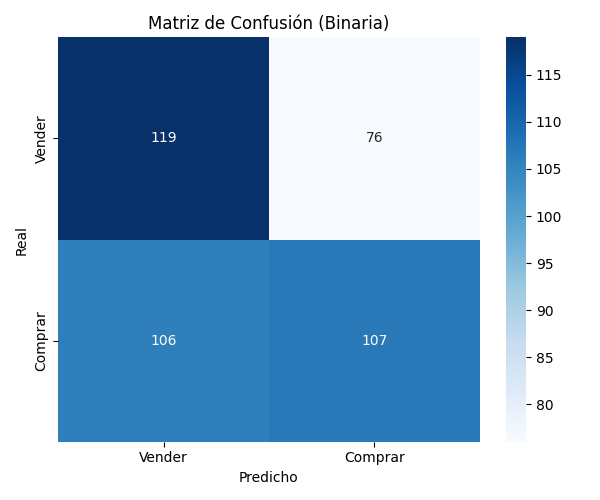 Matriz de Confusión (Binaria)
Real
Vender
119
76
Comprar
106
107
Vender
Comprar
Predicho
115
110
105
100
95
90
85
80